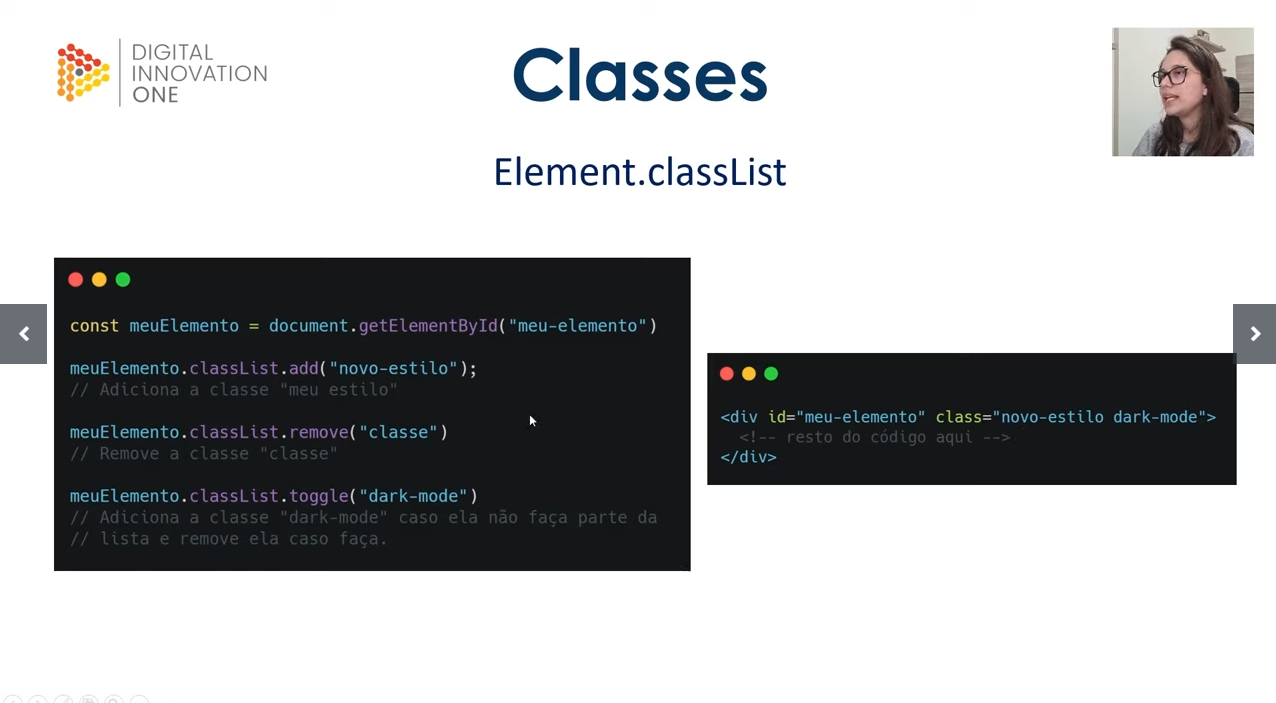 DIGITAL
INNOVATION
ONE
Classes
Element.classList
const meuElemento = document.getElementById("meu-elemento")
meuElemento.classList.add("novo-estilo");
// Adiciona a classe "meu estilo"
meuElemento.classList.remove("classe")
// Remove a classe "classe"
meuElemento.classList.toggle("dark-mode")
// Adiciona a classe "dark-mode" caso ela não faça parte da
// lista e remove ela caso faça.
<div id="meu-elemento" class="novo-estilo dark-mode">
<!-- resto do código aqui -->
</div>